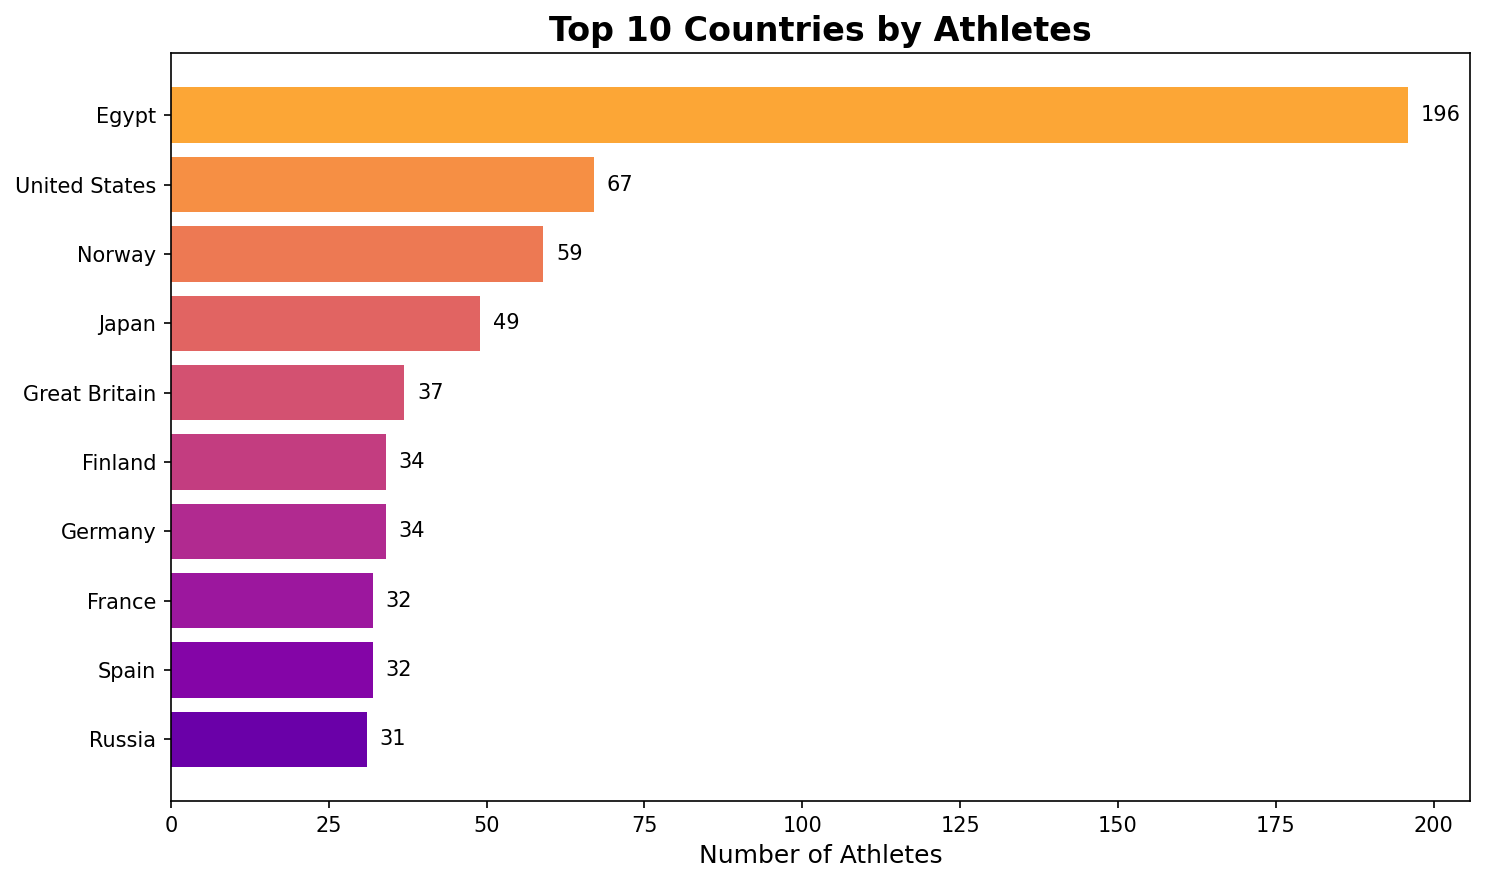 Top 10 Countries by Athletes
Egypt 196
United States 67
Norway 59
Japan 49
Great Britain 37
Finland 34
Germany 34
France 32
Spain 32
Russia 31
0 25 50 75 100 125 150 175 200
Number of Athletes